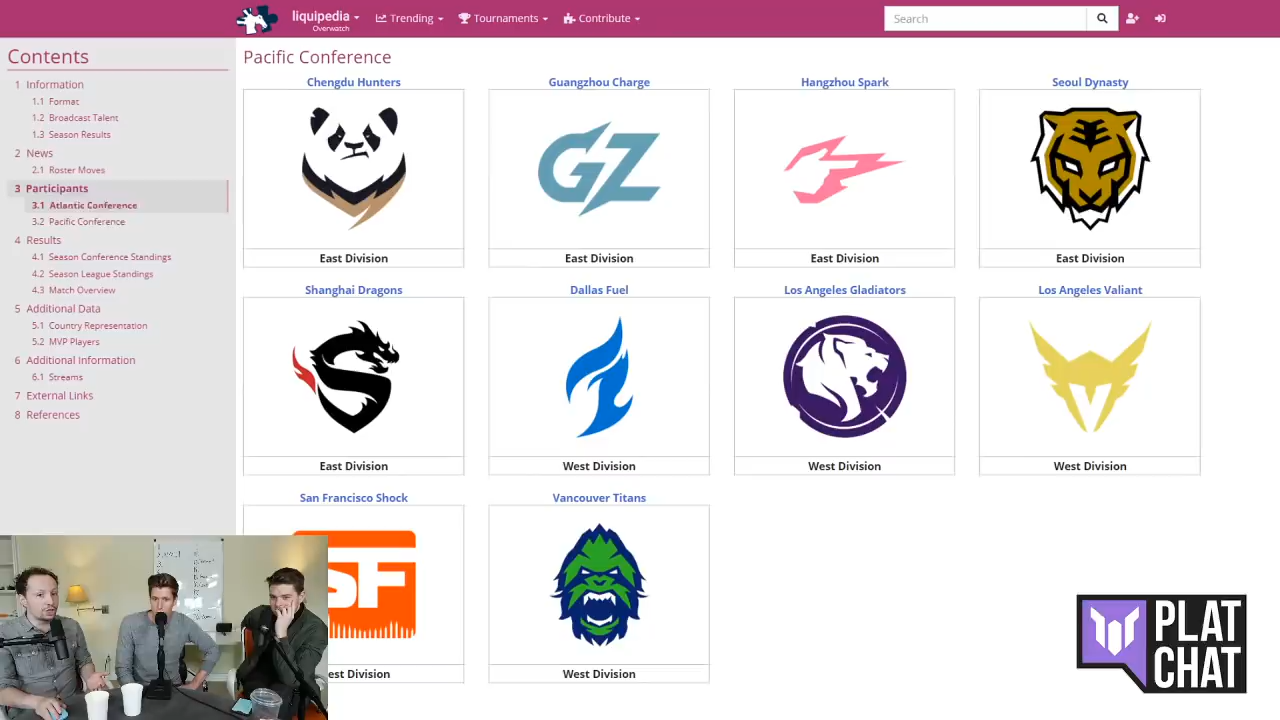 liquipedia
Overwatch
Trending
Tournaments
Contribute
Search
Contents
1 Information
1.1 Format
1.2 Broadcast Talent
1.3 Season Results
2 News
2.1 Roster Moves
3 Participants
3.1 Atlantic Conference
3.2 Pacific Conference
4 Results
4.1 Season Conference Standings
4.2 Season League Standings
4.3 Match Overview
5 Additional Data
5.1 Country Representation
5.2 MVP Players
6 Additional Information
6.1 Streams
7 External Links
8 References
Pacific Conference
Chengdu Hunters
Guangzhou Charge
Hangzhou Spark
Seoul Dynasty
GZ
East Division
East Division
East Division
East Division
Shanghai Dragons
Dallas Fuel
Los Angeles Gladiators
Los Angeles Valiant
S
V
East Division
West Division
West Division
West Division
San Francisco Shock
Vancouver Titans
SF
est Division
West Division
PLAT
CHAT